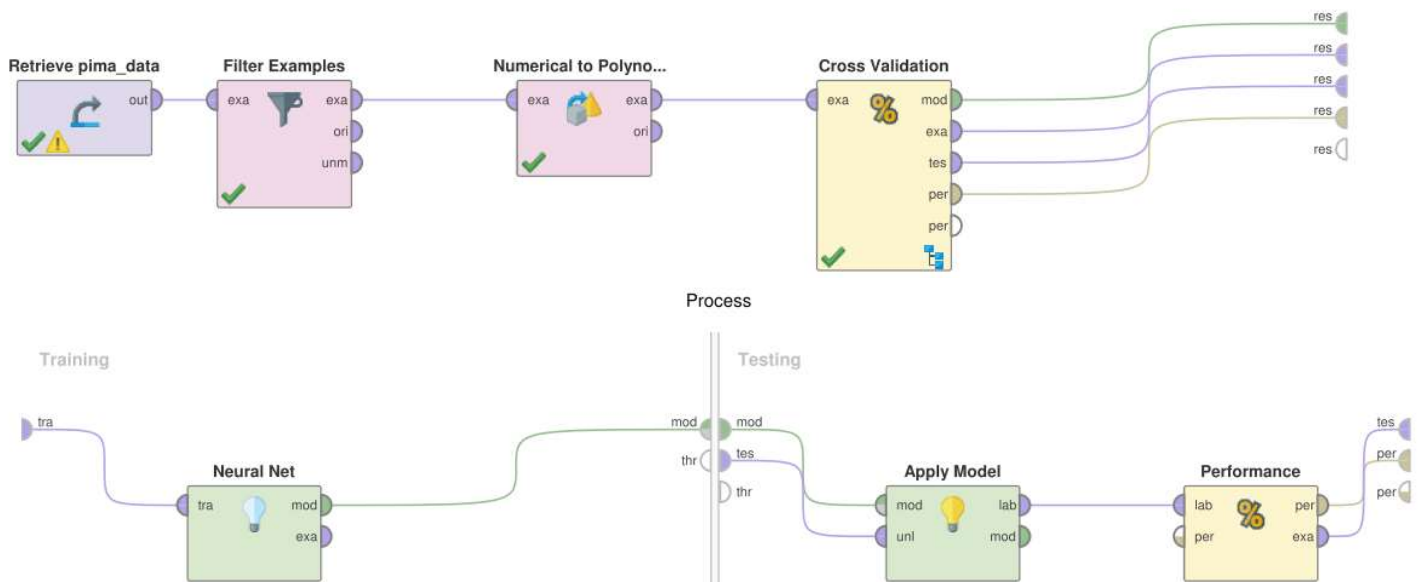 res
Retrieve pima_data Filter Examples Numerical to Polyno... Cross Validation res
out exa exa exa exa exa mod res
ori ori exa res
unm tes res
per
per
Process
Training Testing
tra mod mod tes
thr tes per
Neural Net thr Apply Model Performance per
tra mod mod lab lab per
exa unl mod per exa